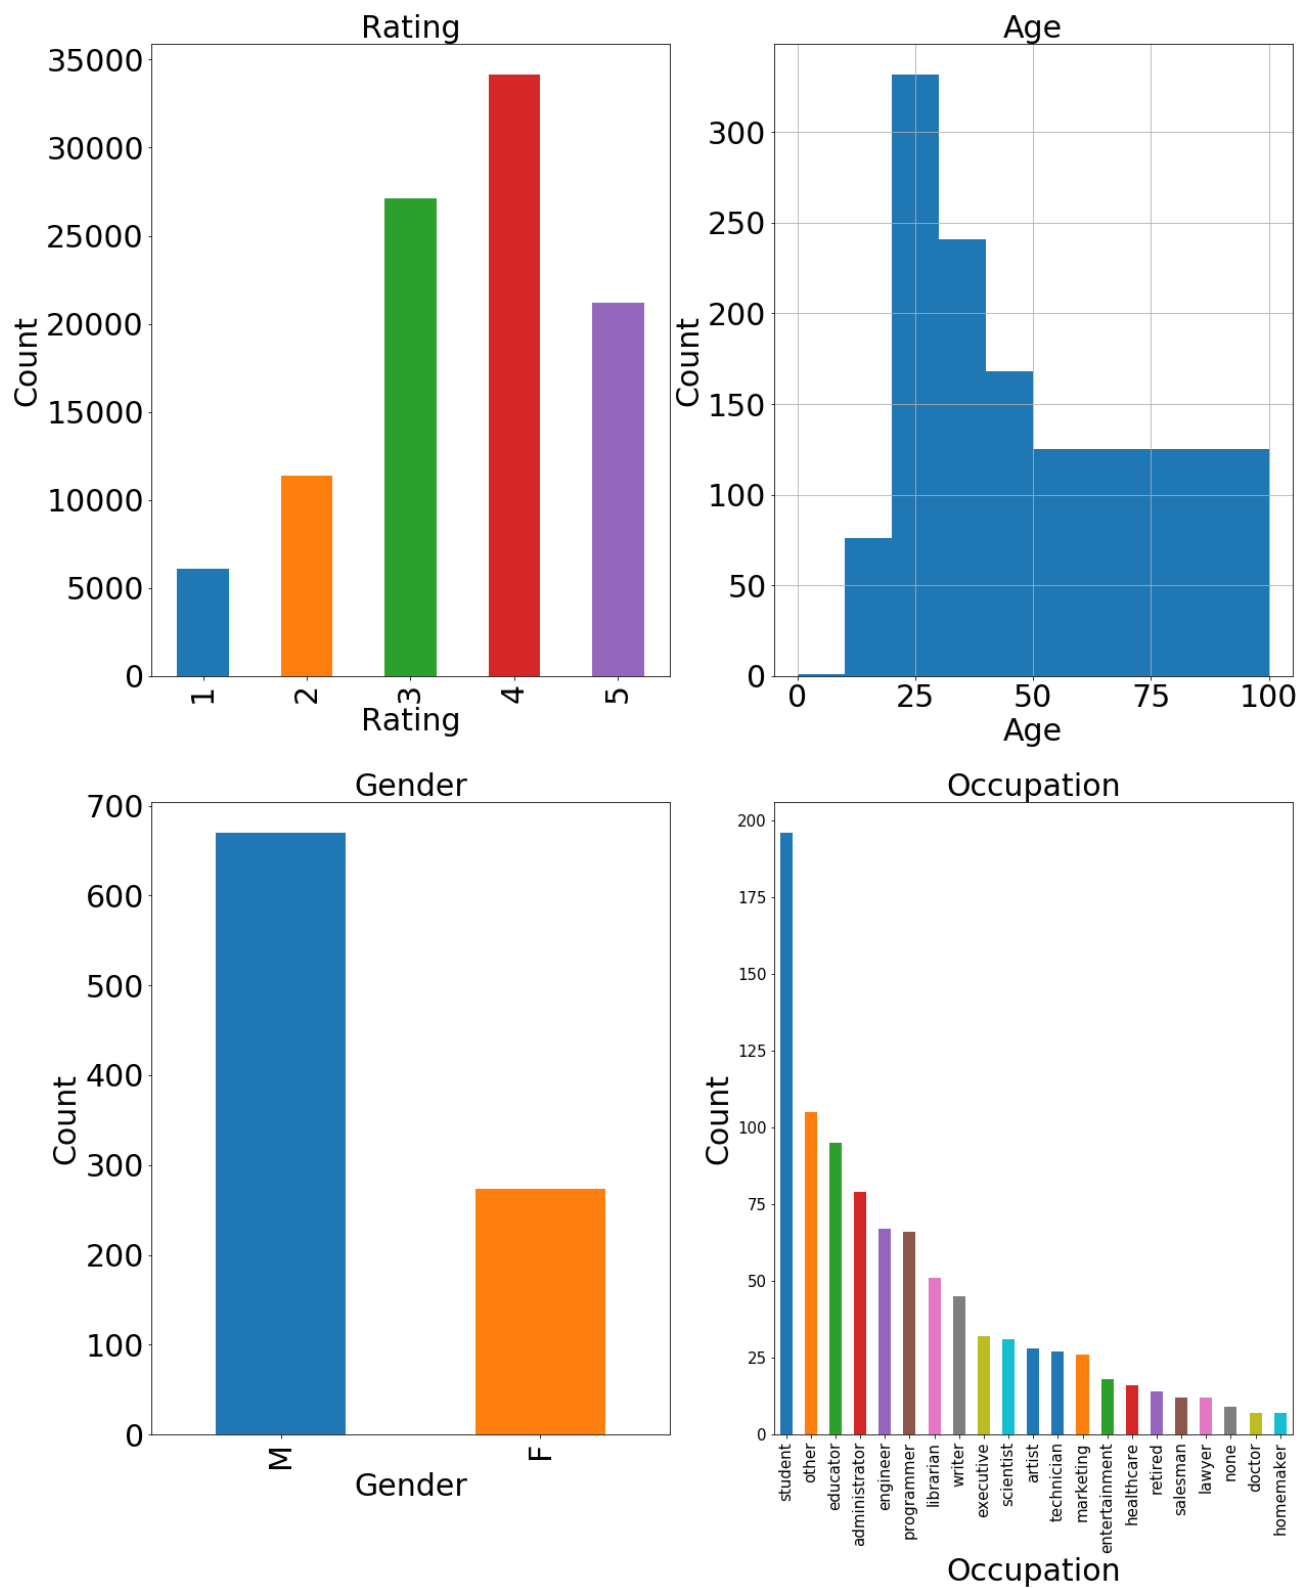 Rating
35000
30000
25000
20000
15000
10000
5000
0
Count
1 2 3 4 5
Rating
Age
300
250
200
150
100
50
0
Count
0 25 50 75 100
Age
Gender
700
600
500
400
300
200
100
0
Count
M F
Gender
Occupation
200
175
150
125
100
75
50
25
0
Count
student
other
educator
administrator
engineer
programmer
librarian
writer
executive
scientist
artist
technician
marketing
entertainment
healthcare
retired
salesman
lawyer
none
doctor
homemaker
Occupation